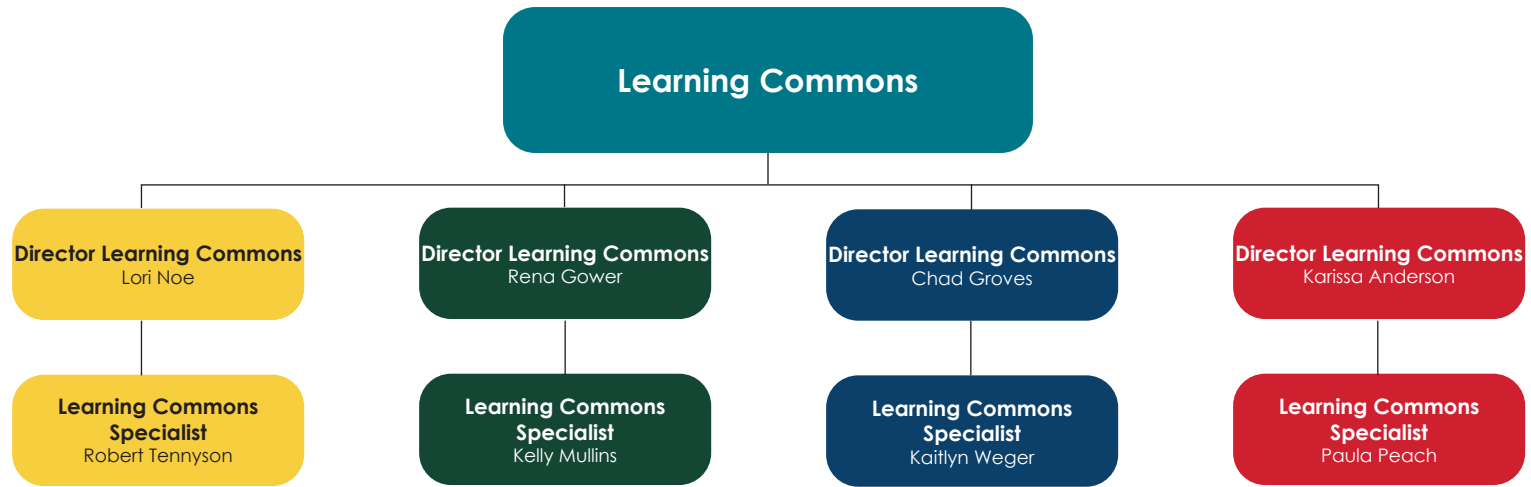 Learning Commons
Director Learning Commons
Lori Noe
Director Learning Commons
Rena Gower
Director Learning Commons
Chad Groves
Director Learning Commons
Karissa Anderson
Learning Commons
Specialist
Robert Tennyson
Learning Commons
Specialist
Kelly Mullins
Learning Commons
Specialist
Kaitlyn Weger
Learning Commons
Specialist
Paula Peach